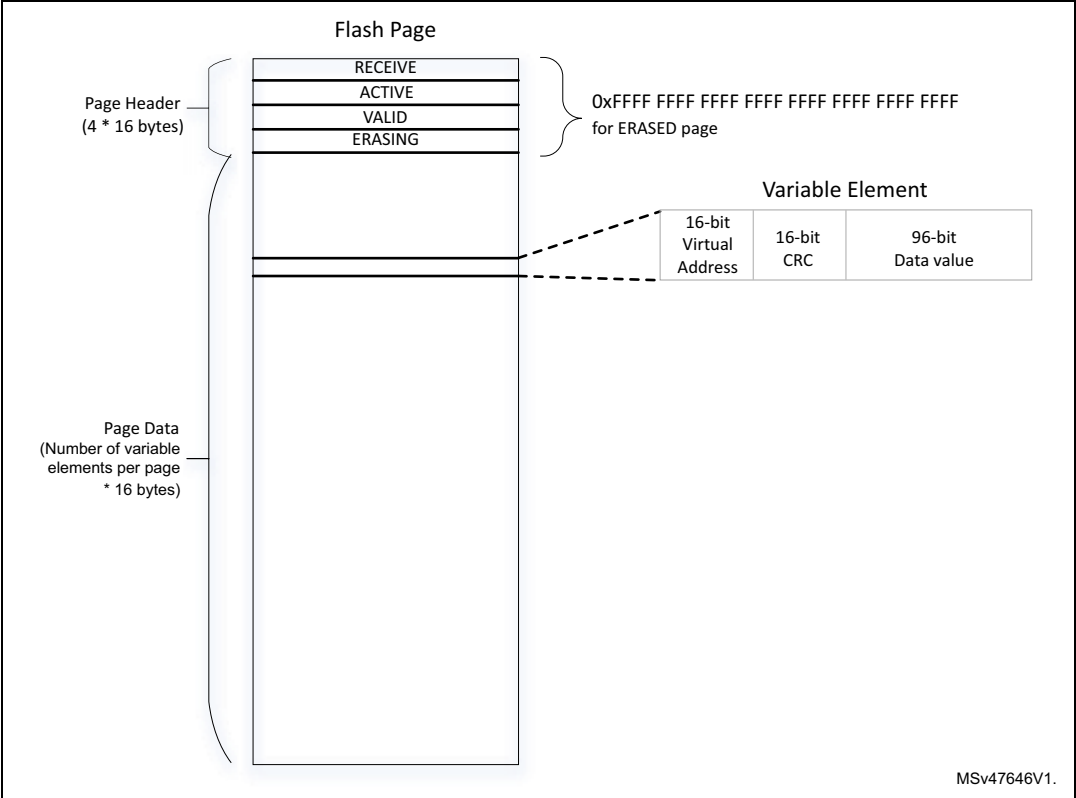 Flash Page
RECEIVE
ACTIVE
VALID
ERASING
Page Header
(4 * 16 bytes)
0xFFFF FFFF FFFF FFFF FFFF FFFF FFFF FFFF
for ERASED page
Variable Element
16-bit
Virtual
Address
16-bit
CRC
96-bit
Data value
Page Data
(Number of variable
elements per page
* 16 bytes)
MSv47646V1.